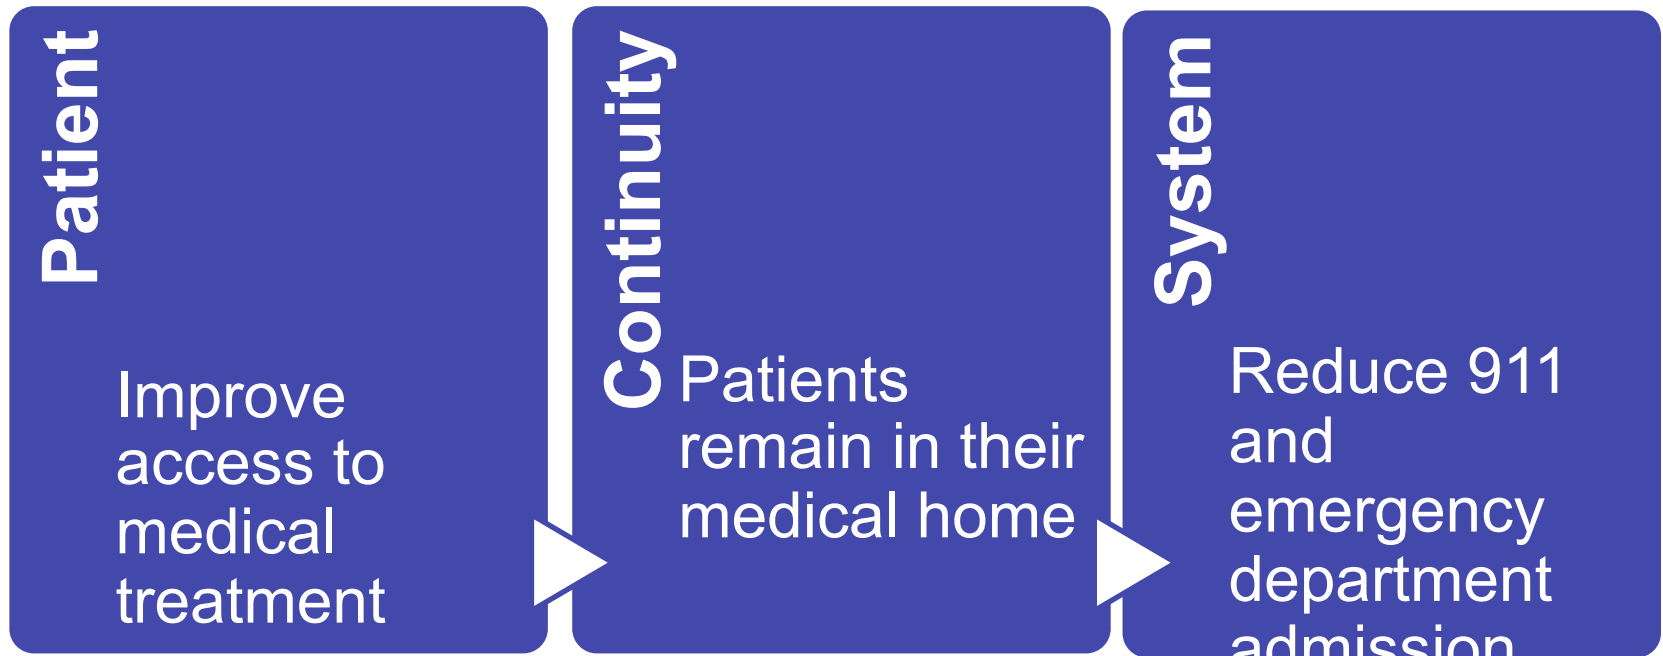 Patient
Improve
access to
medical
treatment
Continuity
Patients
remain in their
medical home
System
Reduce 911
and
emergency
department
admission